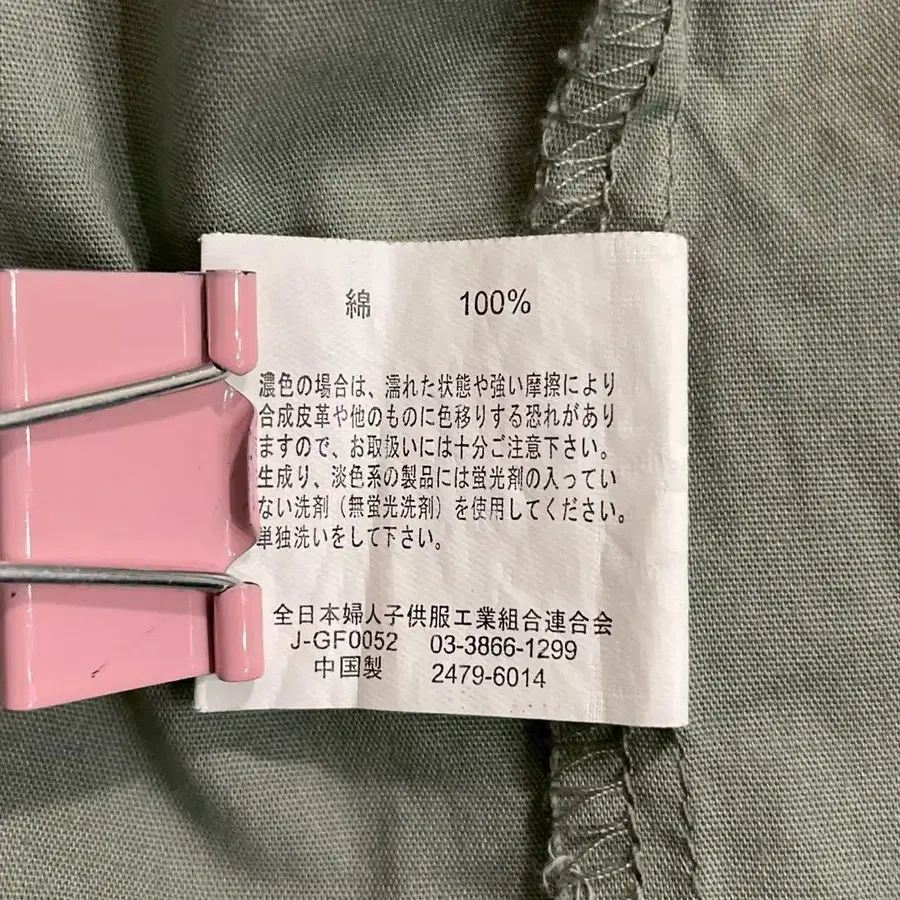 綿 100%
濃色の場合は、濡れた状態や強い摩擦により
合成皮革や他のものに色移りする恐れがあり
ますので、お取扱いには十分ご注意下さい。
生成り、淡色系の製品には蛍光剤の入ってい
ない洗剤（無蛍光洗剤）を使用してください。
単独洗いをして下さい。
全日本婦人子供服工業組合連合会
J-GF0052 03-3866-1299
中国製 2479-6014